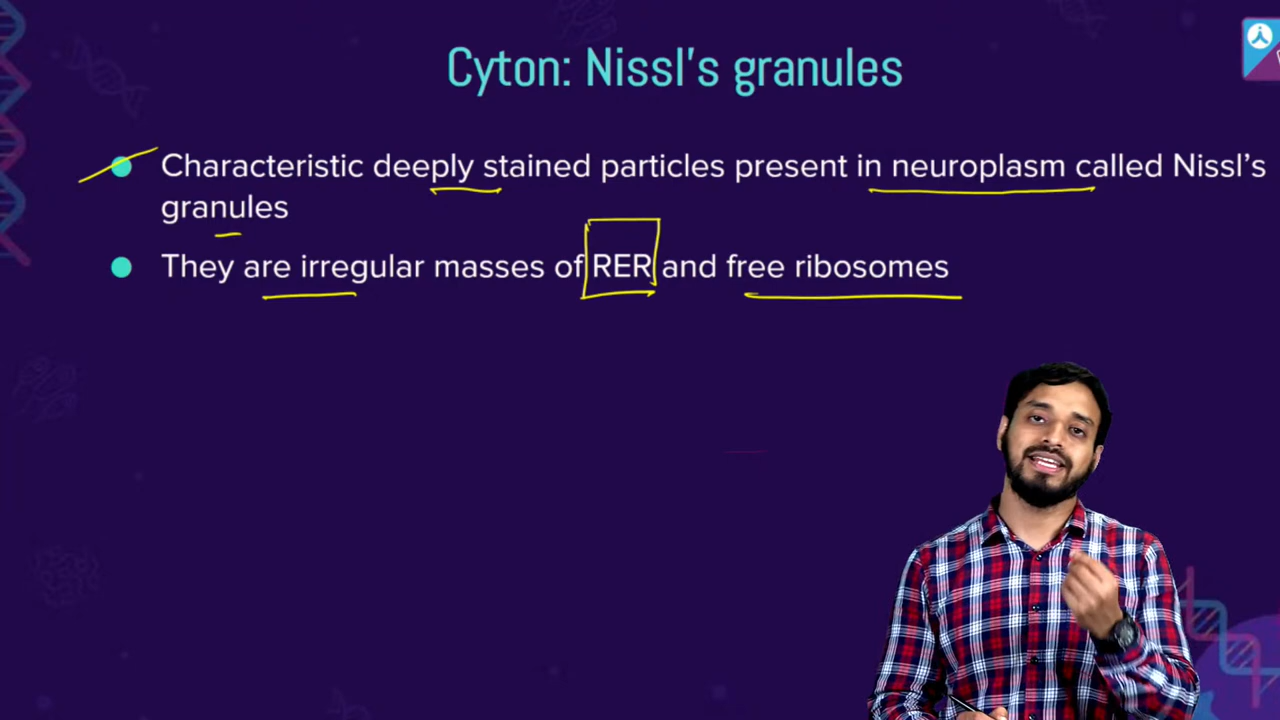 Cyton: Nissl's granules
Characteristic deeply stained particles present in neuroplasm called Nissl's
granules
They are irregular masses of RER and free ribosomes